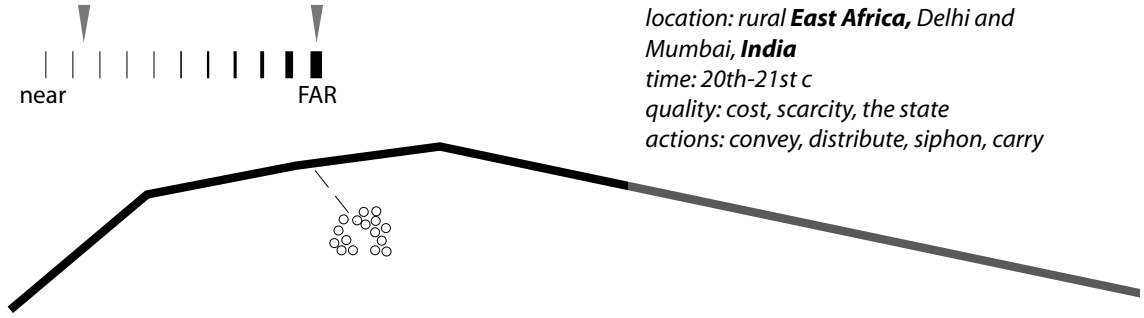 near
FAR
location: rural East Africa, Delhi and
Mumbai, India
time: 20th-21st c
quality: cost, scarcity, the state
actions: convey, distribute, siphon, carry